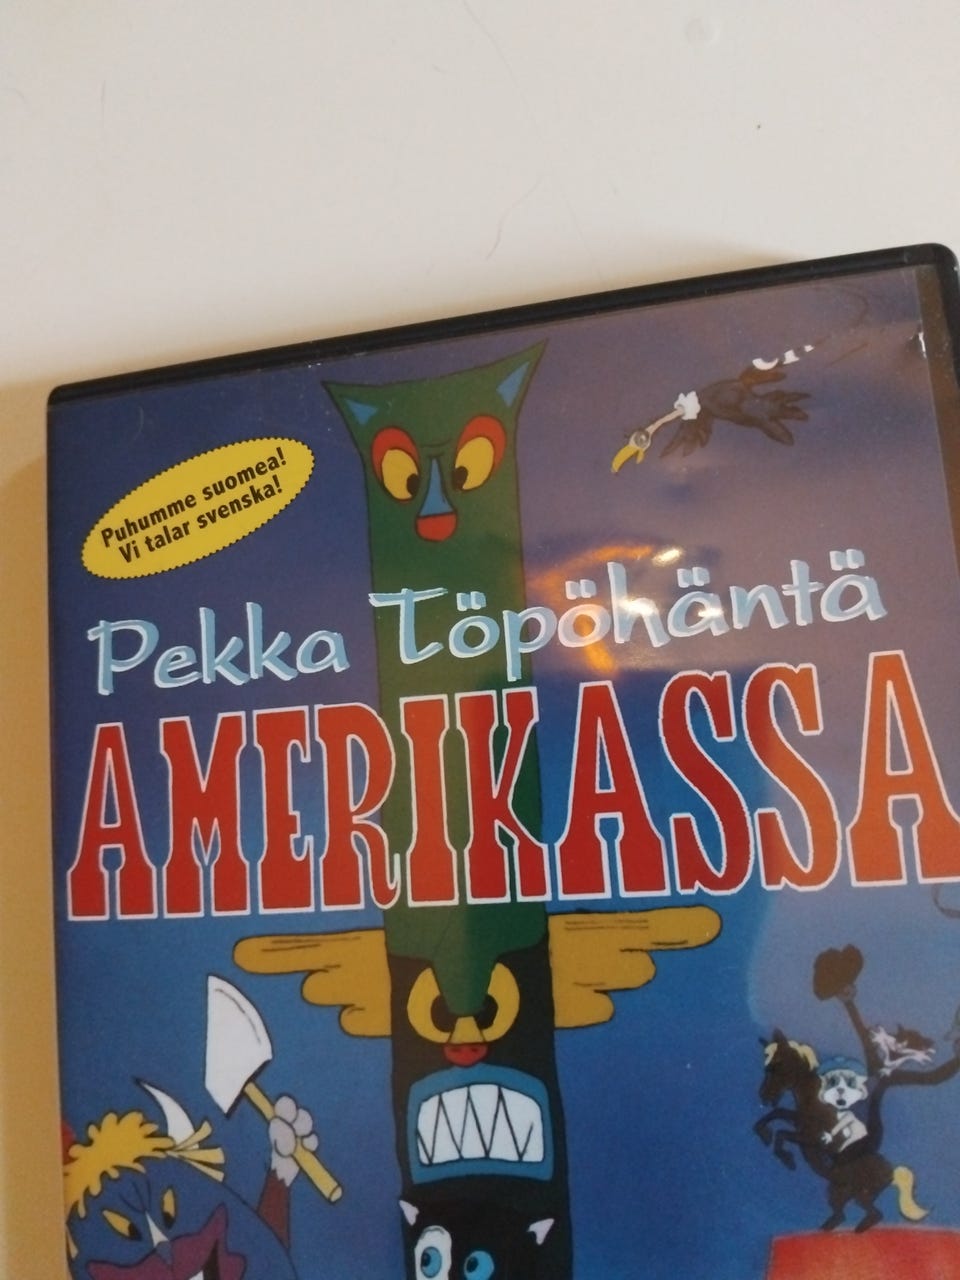 Puhumme suomea!
Vi talar svenska!
Pekka Töpöhäntä
AMERIKASSA